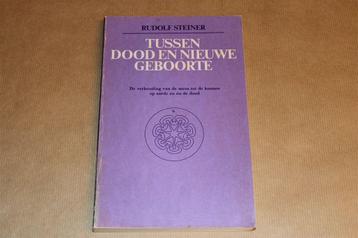 RUDOLF STEINER
TUSSEN
DOOD EN NIEUWE
GEBOORTE
De verhouding van de mens tot de kosmos
op aarde en na de dood